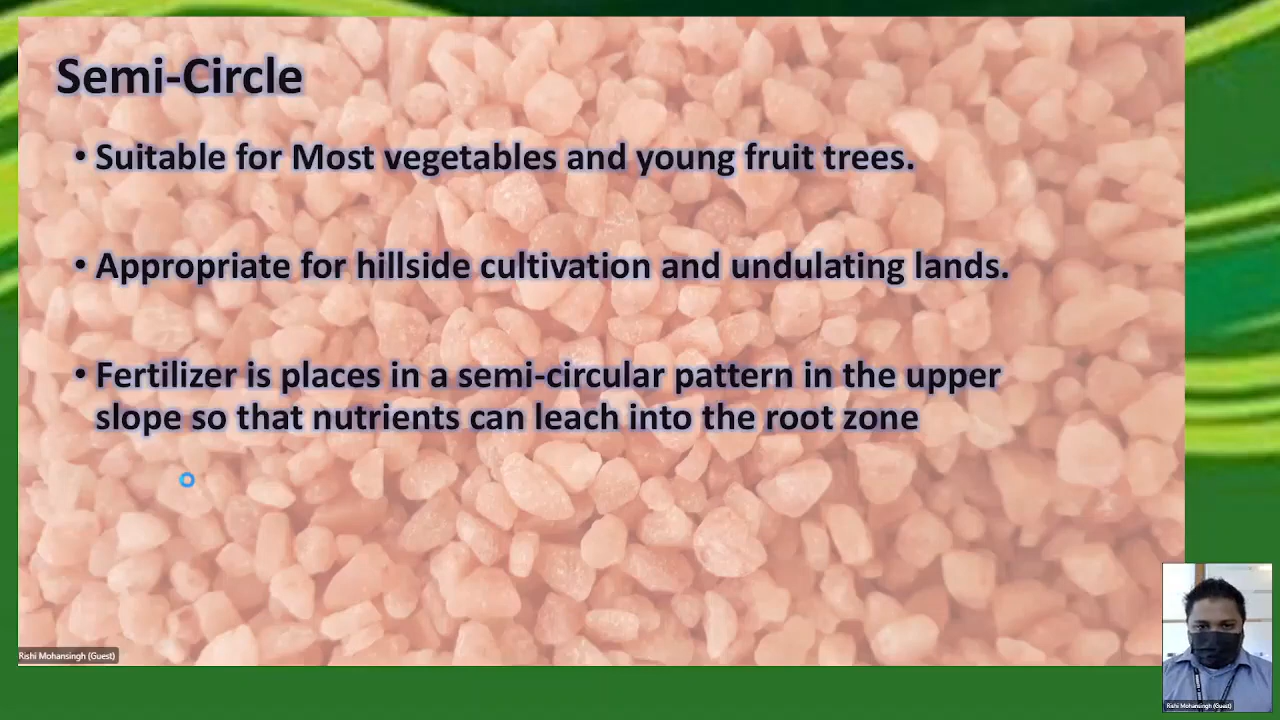 Semi-Circle
• Suitable for Most vegetables and young fruit trees.
• Appropriate for hillside cultivation and undulating lands.
• Fertilizer is places in a semi-circular pattern in the upper
slope so that nutrients can leach into the root zone
Rishi Mohansingh (Guest)
Rishi Mohansingh (Guest)